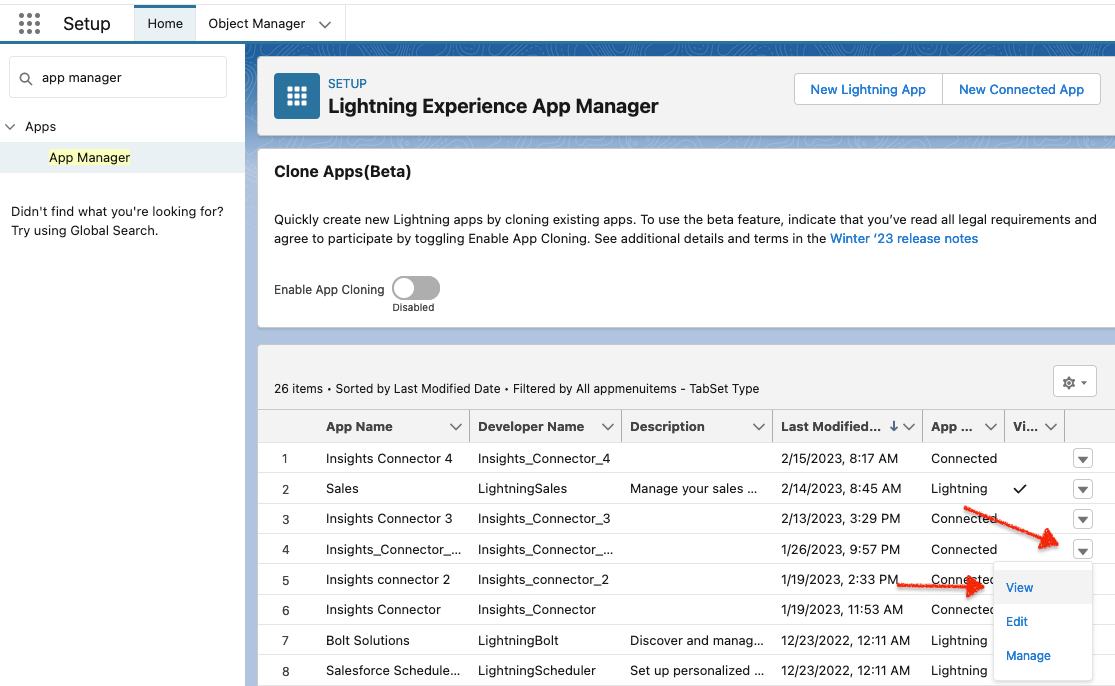 Setup
Home
Object Manager
app manager
Apps
App Manager
Didn't find what you're looking for?
Try using Global Search.
SETUP
Lightning Experience App Manager
New Lightning App
New Connected App
Clone Apps(Beta)
Quickly create new Lightning apps by cloning existing apps. To use the beta feature, indicate that you’ve read all legal requirements and
agree to participate by toggling Enable App Cloning. See additional details and terms in the Winter ‘23 release notes
Enable App Cloning
Disabled
26 items • Sorted by Last Modified Date • Filtered by All appmenuitems - TabSet Type
App Name Developer Name Description Last Modified... App ... Vi...
1 Insights Connector 4 Insights_Connector_4 2/15/2023, 8:17 AM Connected
2 Sales LightningSales Manage your sales ... 2/14/2023, 8:45 AM Lightning
3 Insights Connector 3 Insights_Connector_3 2/13/2023, 3:29 PM Connected
4 Insights_Connector_... Insights_Connector_... 1/26/2023, 9:57 PM Connected
5 Insights connector 2 Insights_connector_2 1/19/2023, 2:33 PM Connected
6 Insights Connector Insights_Connector 1/19/2023, 11:53 AM Connected
7 Bolt Solutions LightningBolt Discover and manag... 12/23/2022, 12:11 AM Lightning
8 Salesforce Schedule... LightningScheduler Set up personalized ... 12/23/2022, 12:11 AM Lightning
View
Edit
Manage